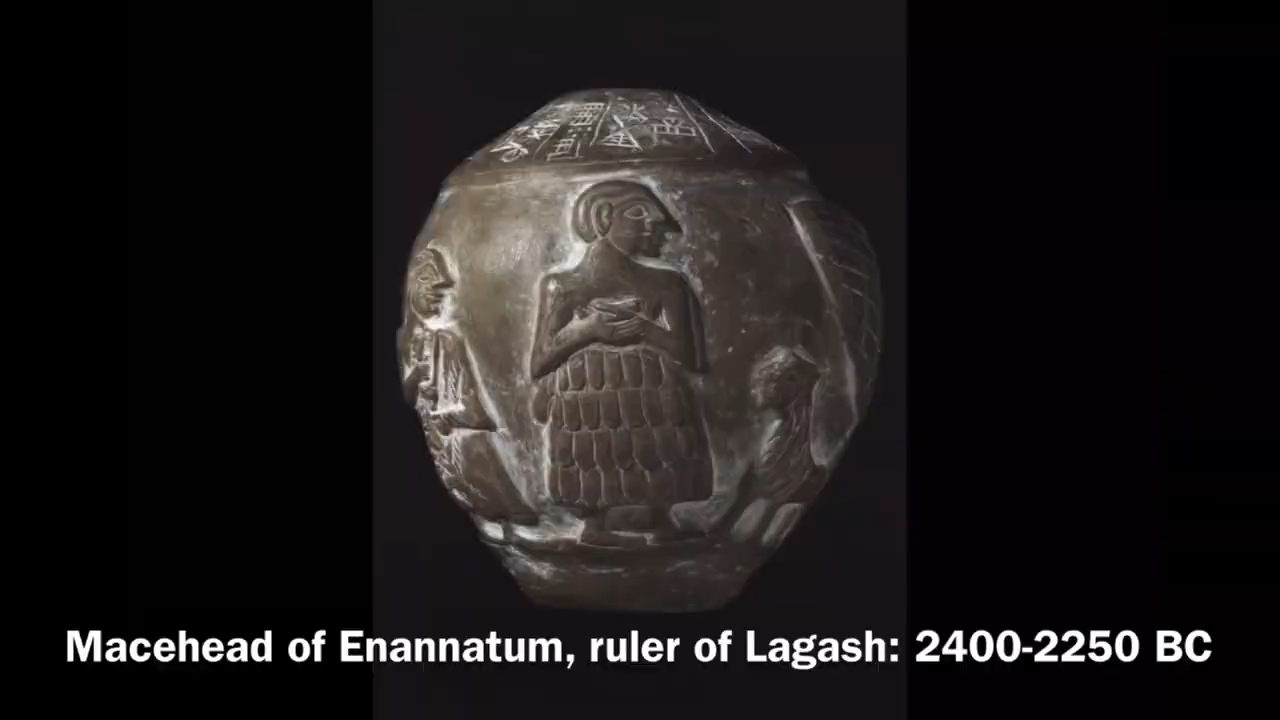 Macehead of Enannatum, ruler of Lagash: 2400-2250 BC